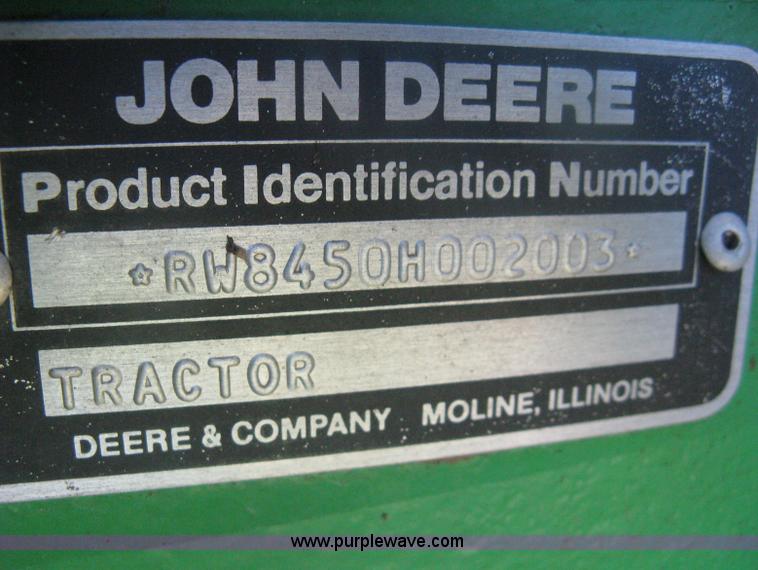 JOHN DEERE
Product Identification Number
*RW8450H002003*
TRACTOR
DEERE & COMPANY MOLINE, ILLINOIS
www.purplewave.com